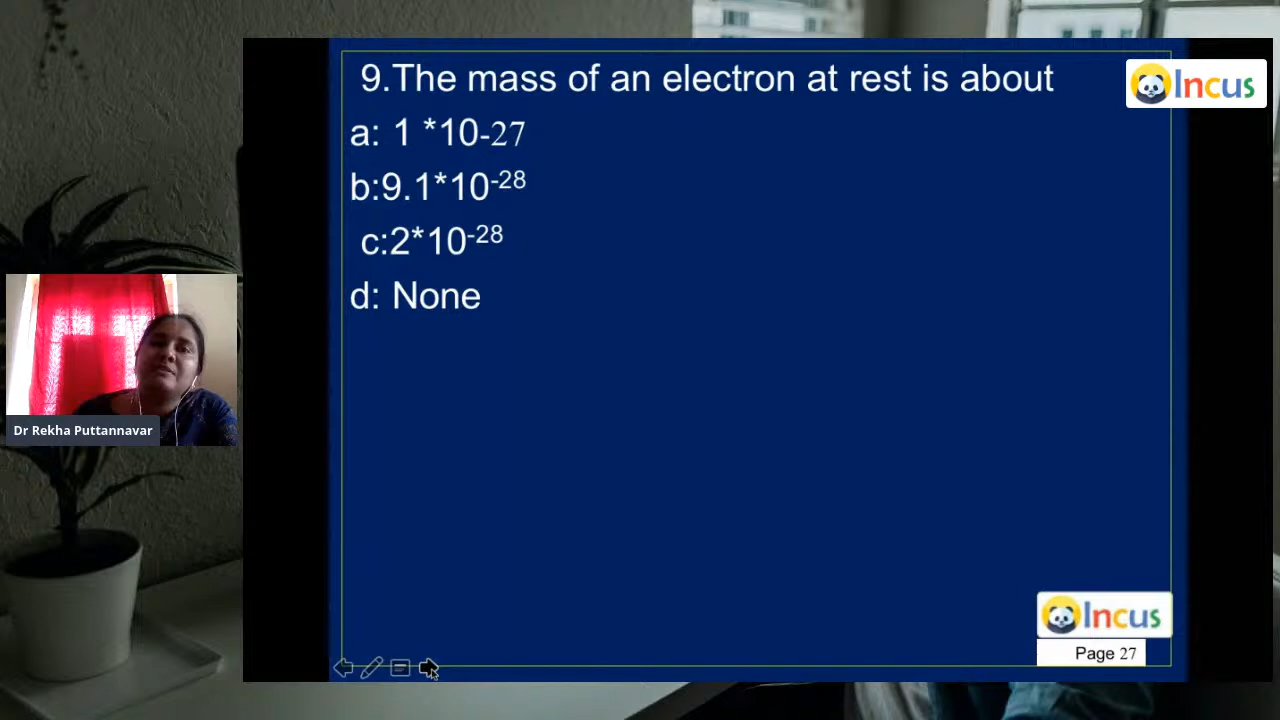 9.The mass of an electron at rest is about
Incus
a: 1 *10-27
b:9.1*10-28
c:2*10-28
d: None
Dr Rekha Puttannavar
Incus
Page 27